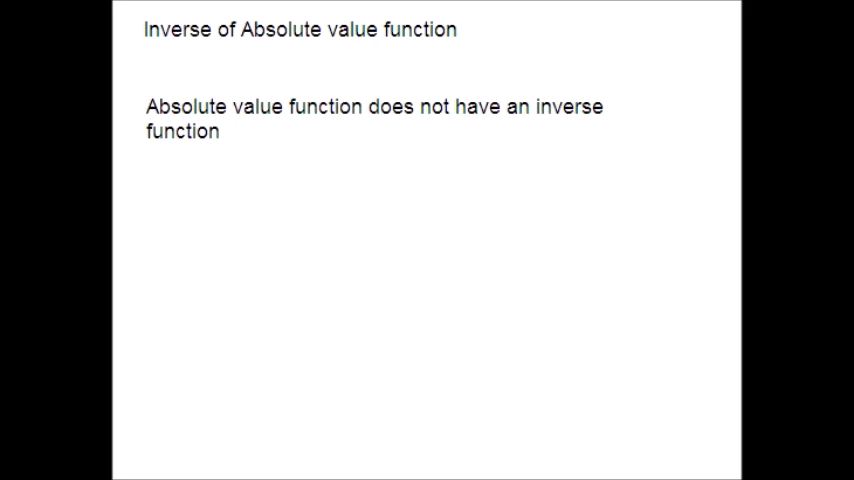 Inverse of Absolute value function
Absolute value function does not have an inverse
function